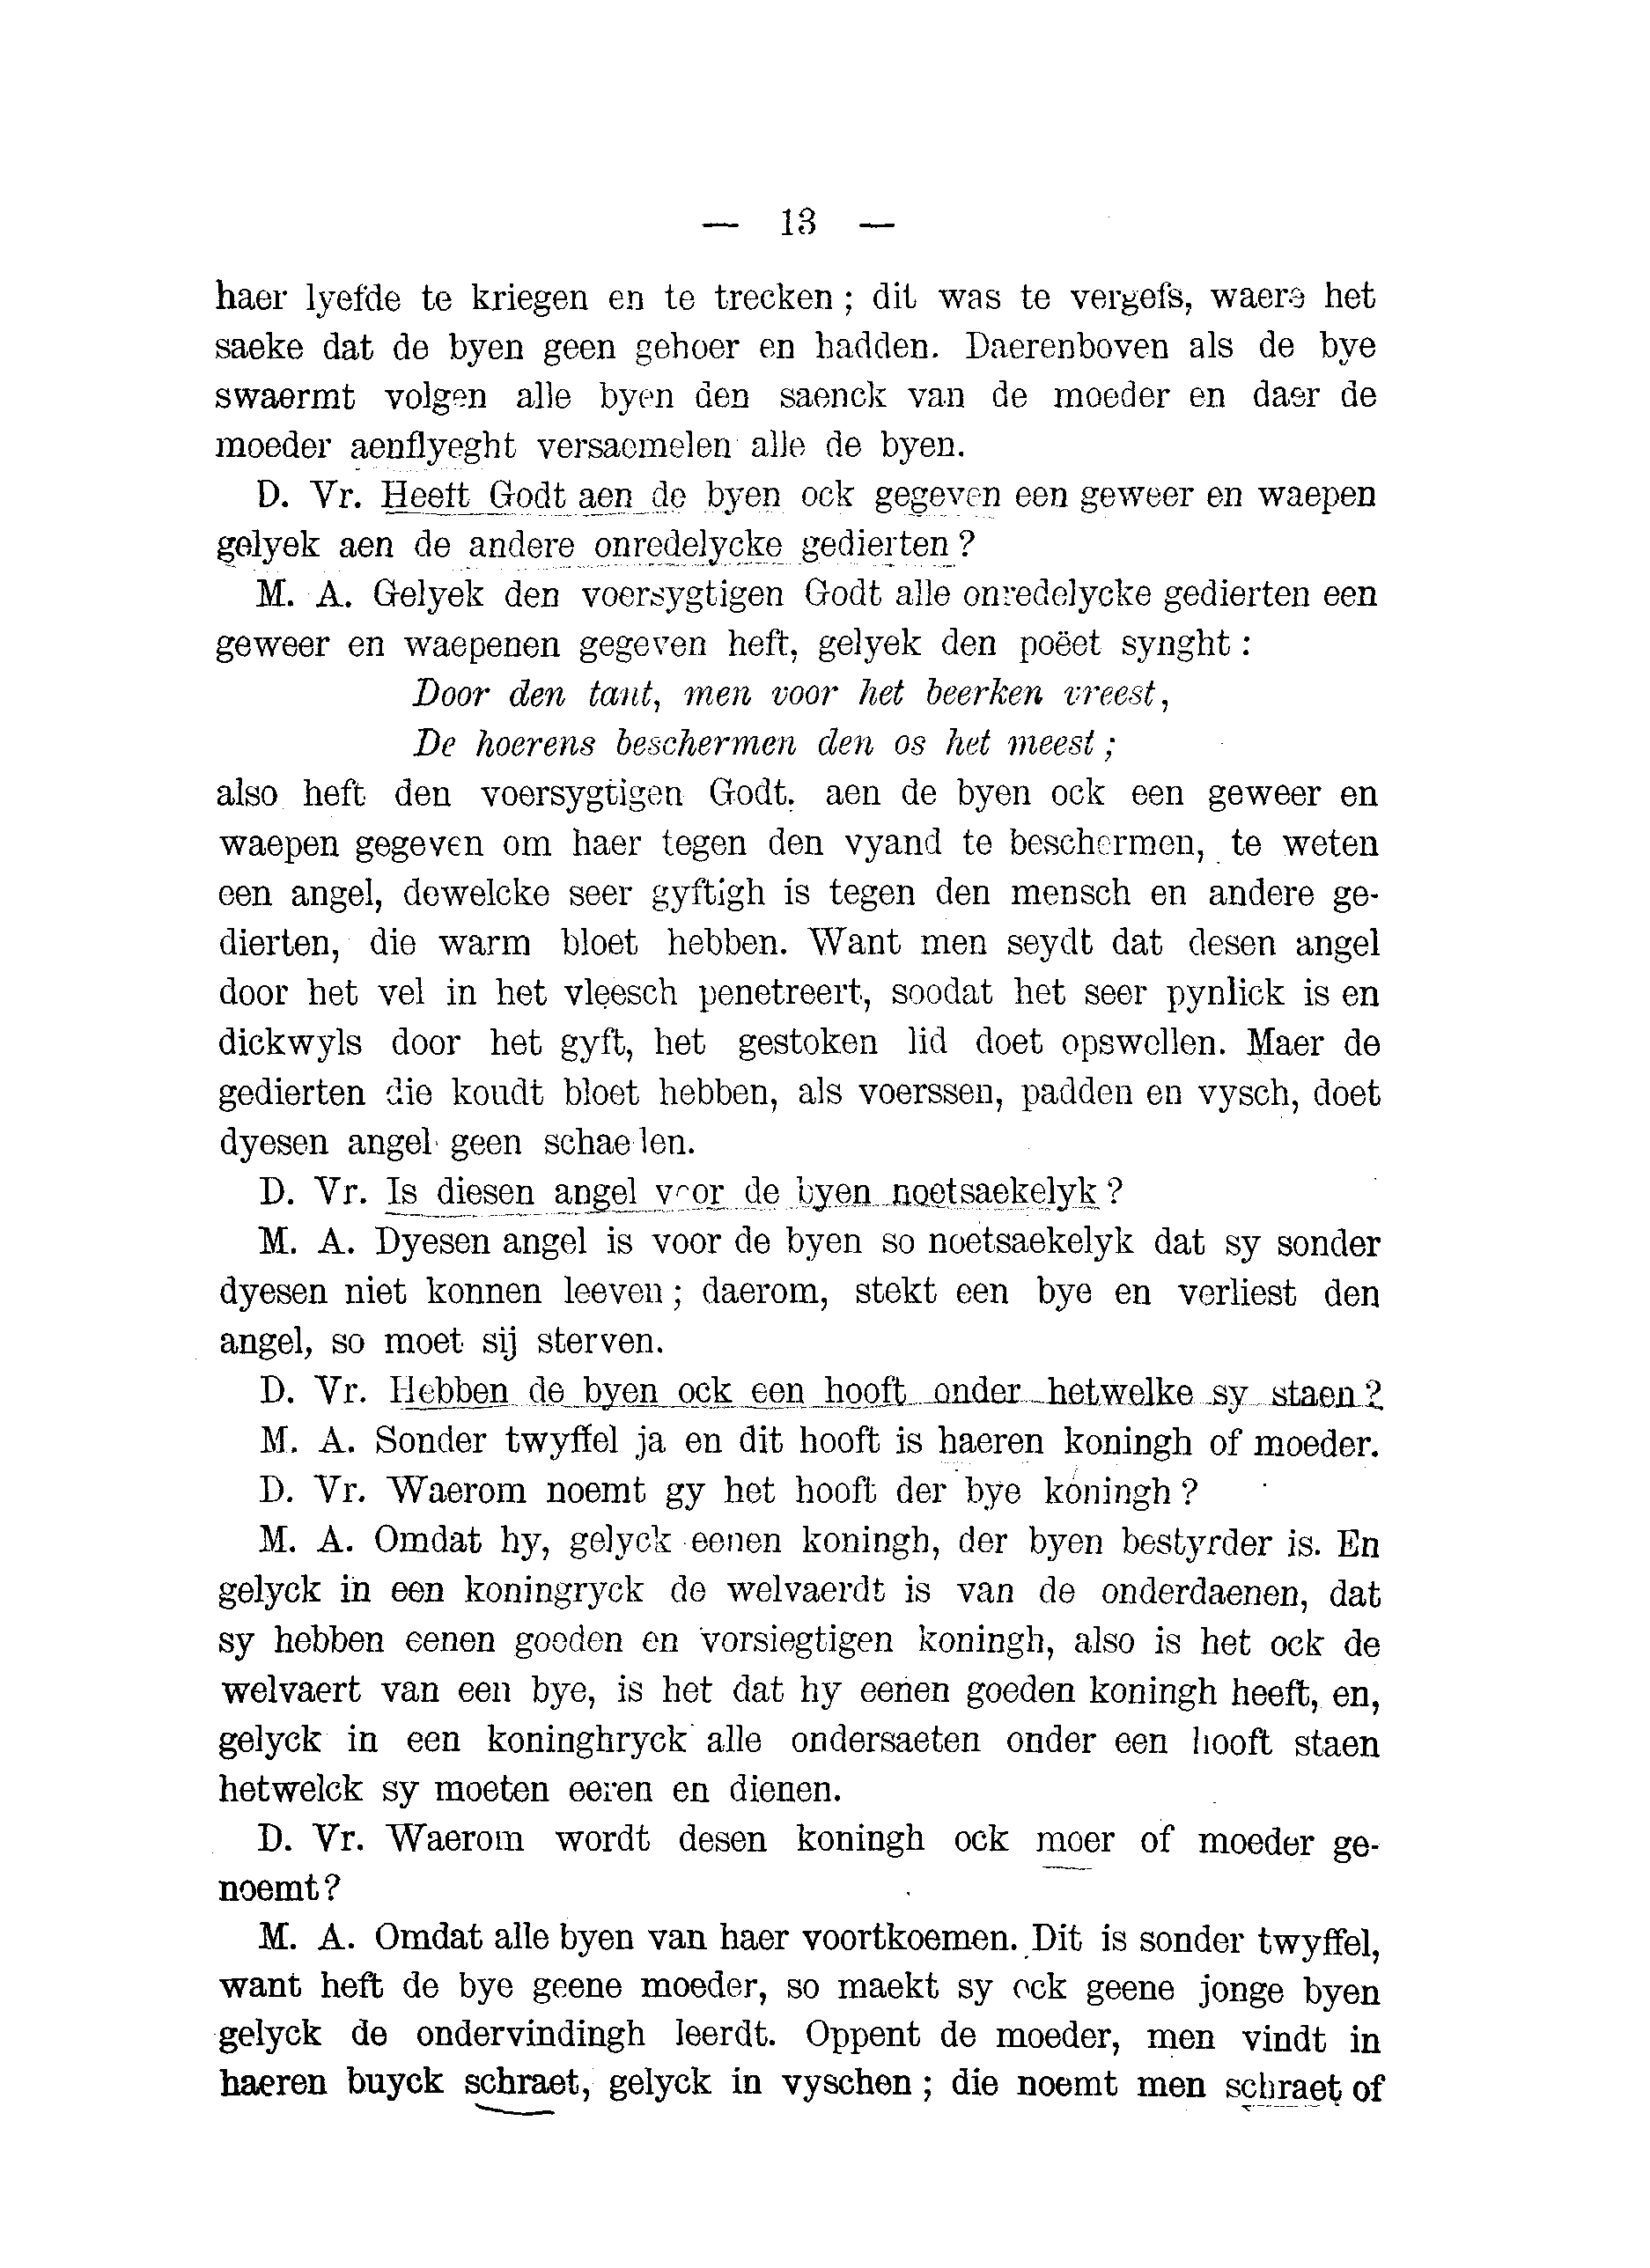 — 13 —
haer lyefde te kriegen en te trecken ; dit was te vergefs, waere het
saeke dat de byen geen gehoer en hadden. Daerenboven als de bye
swaermt volgen alle byen den saenck van de moeder en daer de
moeder aenflyeght versaemelen alle de byen.
D. Vr. Heeft Godt aen de byen ock gegeven een geweer en waepen
gelyek aen de andere onredelycke gedierten ?
M. A. Gelyek den voersygtigen Godt alle onredelycke gedierten een
geweer en waepenen gegeven heft, gelyek den poëet synght :
Door den tant, men voor het beerken vreest,
De hoerens beschermen den os het meest ;
also heft den voersygtigen Godt. aen de byen ock een geweer en
waepen gegeven om haer tegen den vyand te beschermen, te weten
een angel, dewelcke seer gyftigh is tegen den mensch en andere ge-
dierten, die warm bloet hebben. Want men seydt dat desen angel
door het vel in het vleesch penetreert, soodat het seer pynlick is en
dickwyls door het gyft, het gestoken lid doet opswellen. Maer de
gedierten die koudt bloet hebben, als voerssen, padden en vysch, doet
dyesen angel geen schaelen.
D. Vr. Is diesen angel voor de byen noetsaekelyk ?
M. A. Dyesen angel is voor de byen so noetsaekelyk dat sy sonder
dyesen niet konnen leeven ; daerom, stekt een bye en verliest den
angel, so moet sij sterven.
D. Vr. Hebben de byen ock een hooft onder hetwelke sy staen ?
M. A. Sonder twyffel ja en dit hooft is haeren koningh of moeder.
D. Vr. Waerom noemt gy het hooft der bye koningh ?
M. A. Omdat hy, gelyck eenen koningh, der byen bestyrder is. En
gelyck in een koningryck de welvaerdt is van de onderdaenen, dat
sy hebben eenen goeden en vorsiegtigen koningh, also is het ock de
welvaert van een bye, is het dat hy eenen goeden koningh heeft, en,
gelyck in een koninghryck alle ondersaeten onder een hooft staen
hetwelck sy moeten eeren en dienen.
D. Vr. Waerom wordt desen koningh ock moer of moeder ge-
noemt ?
M. A. Omdat alle byen van haer voortkoemen. Dit is sonder twyffel,
want heft de bye geene moeder, so maekt sy ock geene jonge byen
gelyck de ondervindingh leerdt. Oppent de moeder, men vindt in
haeren buyck schraet, gelyck in vyschen ; die noemt men schraet of